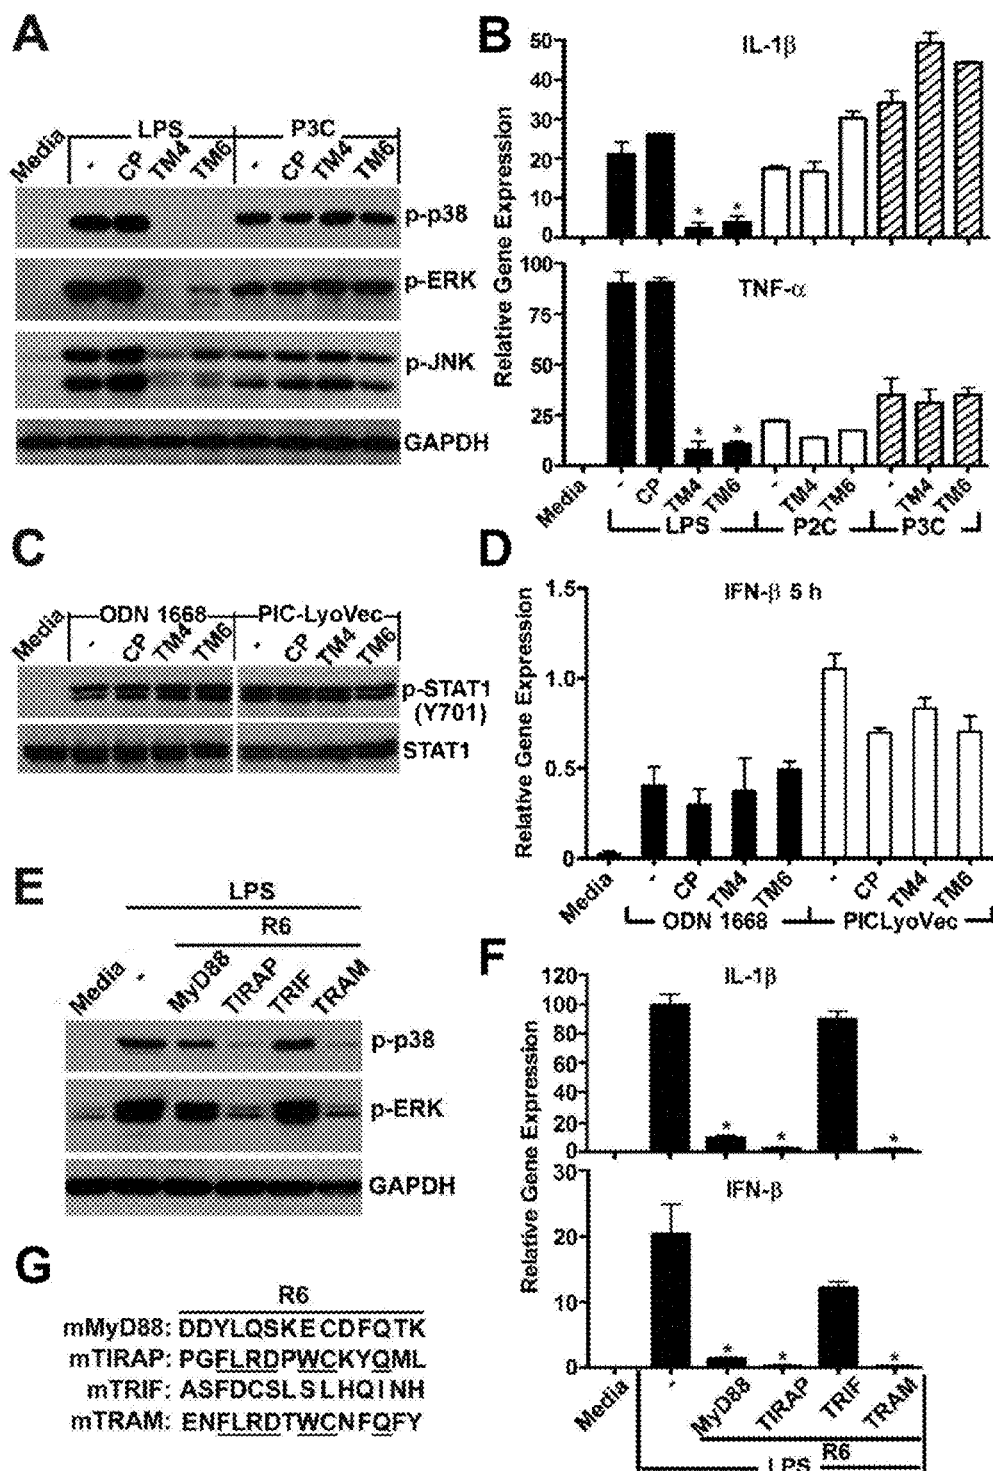 A
LPS P3C
Media - CP TM4 TM6 - CP TM4 TM6
p-p38
p-ERK
p-JNK
GAPDH
B
IL-1β
50
40
30
20
10
0
TNF-α
100
75
50
25
0
Relative Gene Expression
Media - CP TM4 TM6 - TM4 TM6 - TM4 TM6
LPS P2C P3C
* *
* *
C
ODN 1668 PIC-LyoVec
Media - CP TM4 TM6 - CP TM4 TM6
p-STAT1
(Y701)
STAT1
D
IFN-β 5 h
1.5
1.0
0.5
0
Relative Gene Expression
Media - CP TM4 TM6 - CP TM4 TM6
ODN 1668 PICLyoVec
E
LPS
R6
Media - MyD88 TIRAP TRIF TRAM
p-p38
p-ERK
GAPDH
F
IL-1β
120
100
80
60
40
20
0
* * *
IFN-β
30
20
10
0
* * *
Relative Gene Expression
Media - MyD88 TIRAP TRIF TRAM
R6
LPS
G
R6
mMyD88: DDYLQSKECDFQTK
mTIRAP: PGFLRDPWCKYQML
mTRIF: ASFDCSLSLHQINH
mTRAM: ENFLRDTWCNFQFY